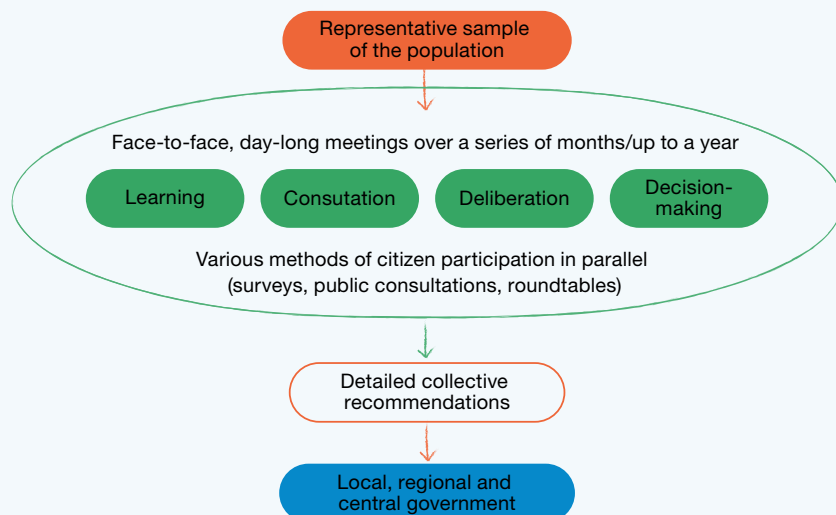 Representative sample
of the population
Face-to-face, day-long meetings over a series of months/up to a year
Learning
Consutation
Deliberation
Decision-
making
Various methods of citizen participation in parallel
(surveys, public consultations, roundtables)
Detailed collective
recommendations
Local, regional and
central government